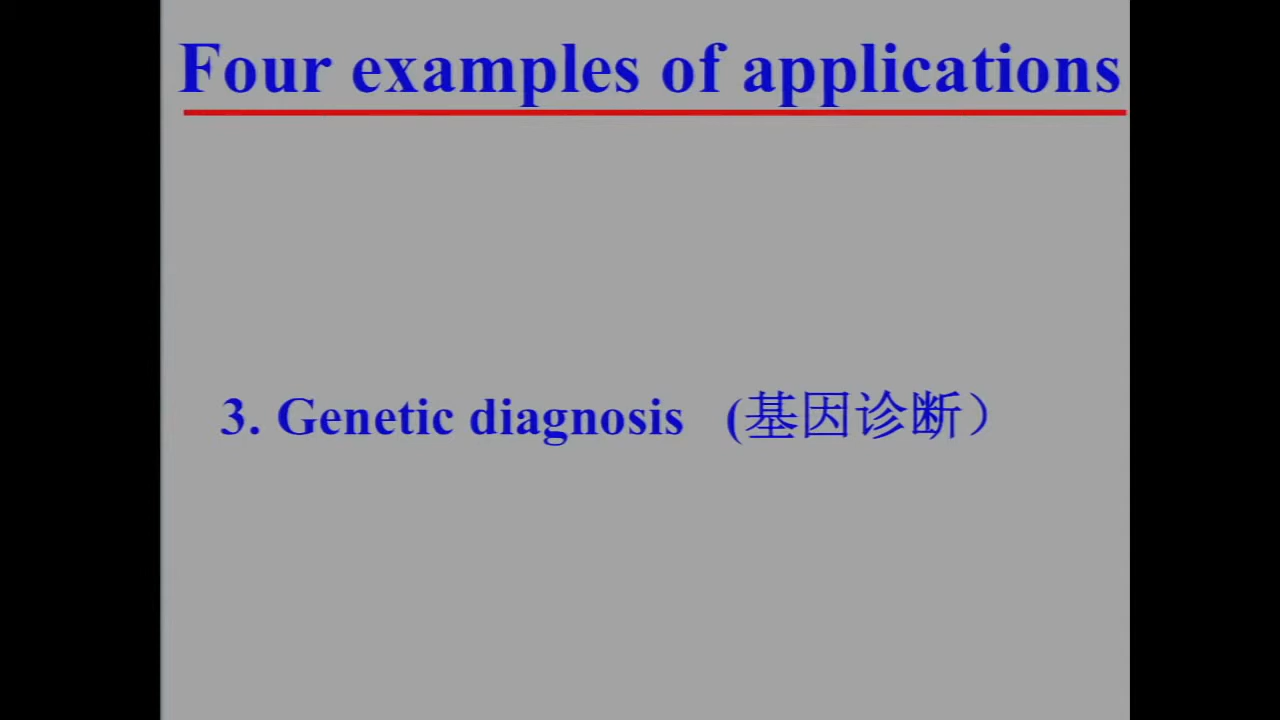 Four examples of applications
3. Genetic diagnosis (基因诊断）